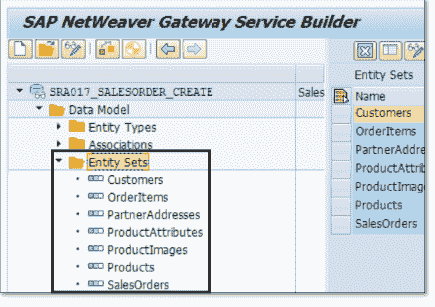 SAP NetWeaver Gateway Service Builder
SRA017_SALESORDER_CREATE
Sales
Data Model
Entity Types
Associations
Entity Sets
Customers
OrderItems
PartnerAddresses
ProductAttributes
ProductImages
Products
SalesOrders
Entity Sets
Name
Customers
OrderItems
PartnerAddre
ProductAttrib
ProductImag
Products
SalesOrders